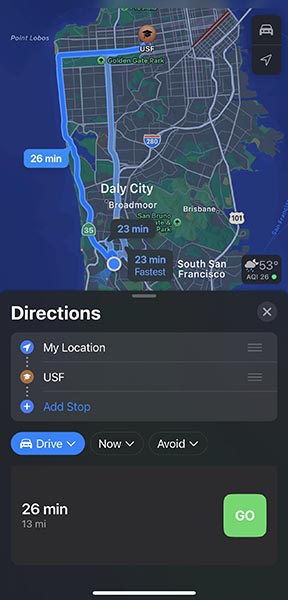 Point Lobos
USF
Golden Gate Park
280
26 min
Daly City
Broadmoor
San Bruno
& Park
Brisbane
101
35
23 min
23 min
Fastest
South San
Francisco
53°
AQI 26
Directions
My Location
USF
Add Stop
Drive
Now
Avoid
26 min
13 mi
GO